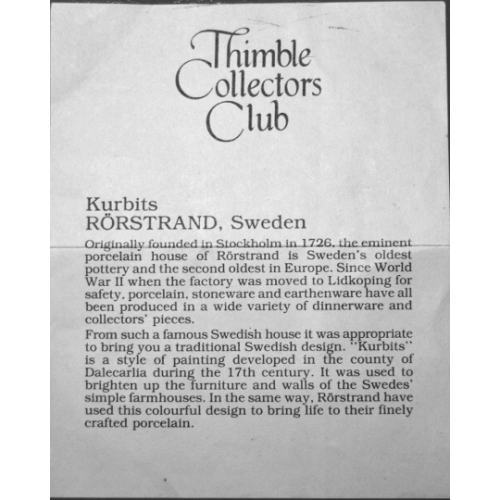 Thimble
Collectors
Club
Kurbits
RÖRSTRAND, Sweden
Originally founded in Stockholm in 1726, the eminent
porcelain house of Rörstrand is Sweden's oldest
pottery and the second oldest in Europe. Since World
War II when the factory was moved to Lidkoping for
safety, porcelain, stoneware and earthenware have all
been produced in a wide variety of dinnerware and
collectors' pieces.
From such a famous Swedish house it was appropriate
to bring you a traditional Swedish design. "Kurbits"
is a style of painting developed in the county of
Dalecarlia during the 17th century. It was used to
brighten up the furniture and walls of the Swedes'
simple farmhouses. In the same way, Rörstrand have
used this colourful design to bring life to their finely
crafted porcelain.